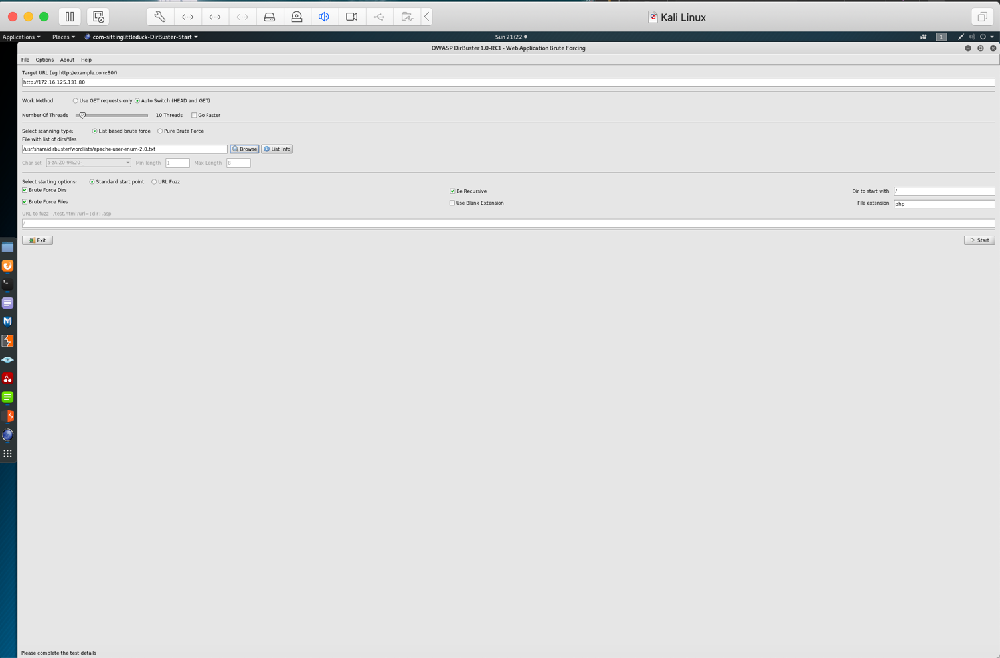 Kali Linux
Applications Places com-sittinglittleduck-DirBuster-Start Sun 21:22 1
OWASP DirBuster 1.0-RC1 - Web Application Brute Forcing
File Options About Help
Target URL (eg http://example.com:80/)
http://172.16.125.131:80
Work Method Use GET requests only Auto Switch (HEAD and GET)
Number Of Threads 10 Threads Go Faster
Select scanning type: List based brute force Pure Brute Force
File with list of dirs/files
/usr/share/dirbuster/wordlists/apache-user-enum-2.0.txt Browse List Info
Char set a-zA-Z0-9%20-_ Min length 1 Max Length 8
Select starting options: Standard start point URL Fuzz
Brute Force Dirs Be Recursive Dir to start with /
Brute Force Files Use Blank Extension File extension php
URL to fuzz - /test.html?url={dir}.asp
/
Exit Start
Please complete the test details